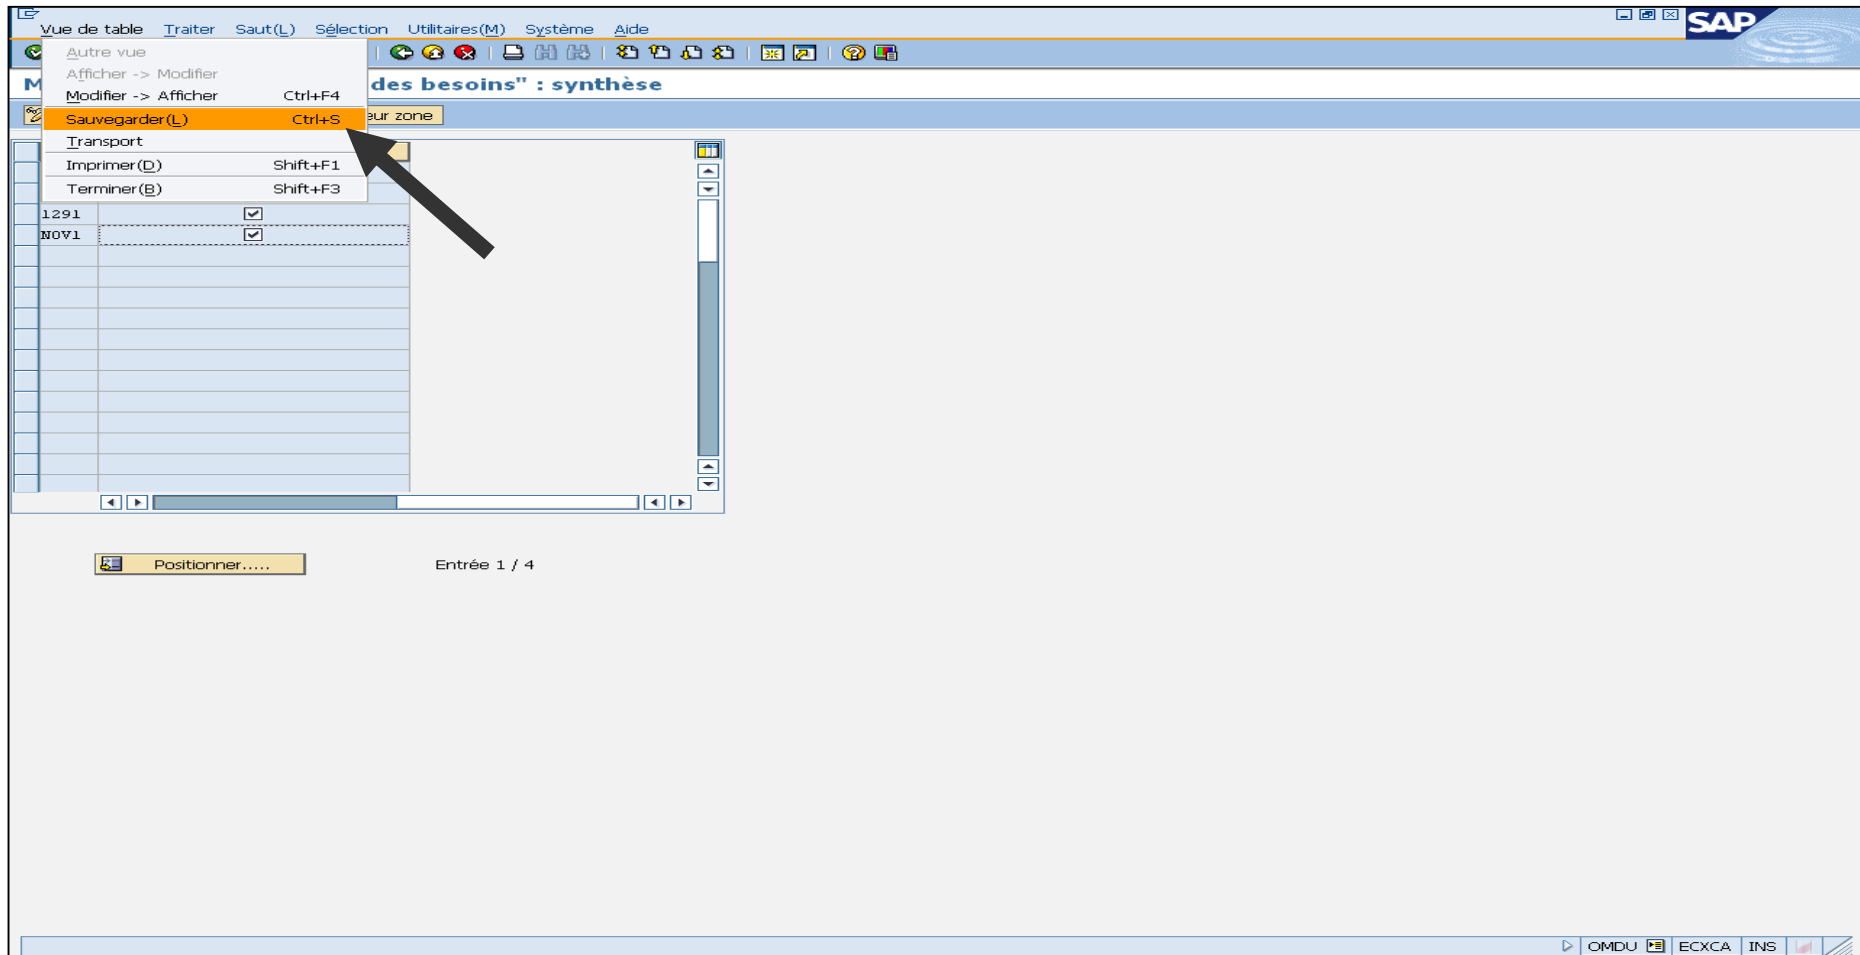 Vue de table Traiter Saut(L) Sélection Utilitaires(M) Système Aide
SAP
Autre vue
Afficher -> Modifier
Modifier -> Afficher Ctrl+F4
Sauvegarder(L) Ctrl+S
Transport
Imprimer(D) Shift+F1
Terminer(B) Shift+F3
M des besoins" : synthèse
eur zone
1291
NOV1
Positionner..... Entrée 1 / 4
OMDU ECXCA INS